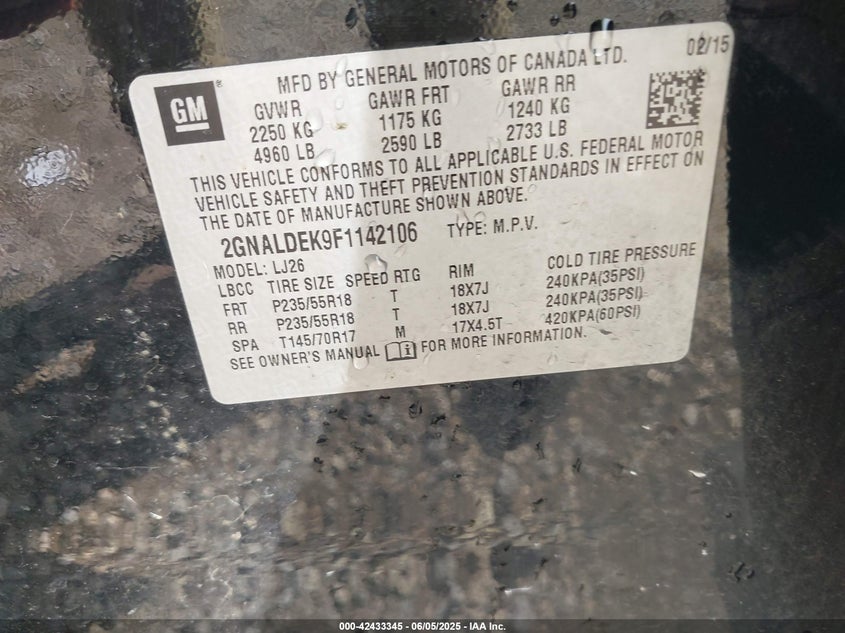 MFD BY GENERAL MOTORS OF CANADA LTD. 02/15
GM
GVWR GAWR FRT GAWR RR
2250 KG 1175 KG 1240 KG
4960 LB 2590 LB 2733 LB
THIS VEHICLE CONFORMS TO ALL APPLICABLE U.S. FEDERAL MOTOR
VEHICLE SAFETY AND THEFT PREVENTION STANDARDS IN EFFECT ON
THE DATE OF MANUFACTURE SHOWN ABOVE.
2GNALDEK9F1142106 TYPE: M.P.V.
MODEL: LJ26
LBCC TIRE SIZE SPEED RTG RIM COLD TIRE PRESSURE
FRT P235/55R18 T 18X7J 240KPA(35PSI)
RR P235/55R18 T 18X7J 240KPA(35PSI)
SPA T145/70R17 M 17X4.5T 420KPA(60PSI)
SEE OWNER'S MANUAL FOR MORE INFORMATION.
000-42433345 - 06/05/2025 - IAA Inc.